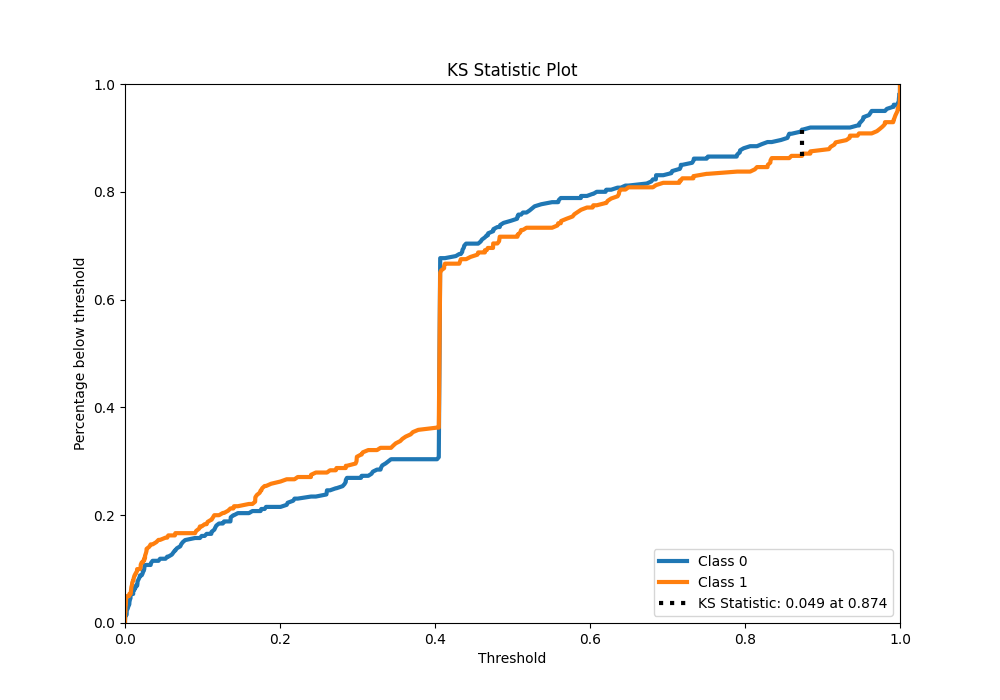 KS Statistic Plot
1.0
0.8
0.6
0.4
0.2
0.0
Percentage below threshold
0.0 0.2 0.4 0.6 0.8 1.0
Threshold
Class 0
Class 1
KS Statistic: 0.049 at 0.874